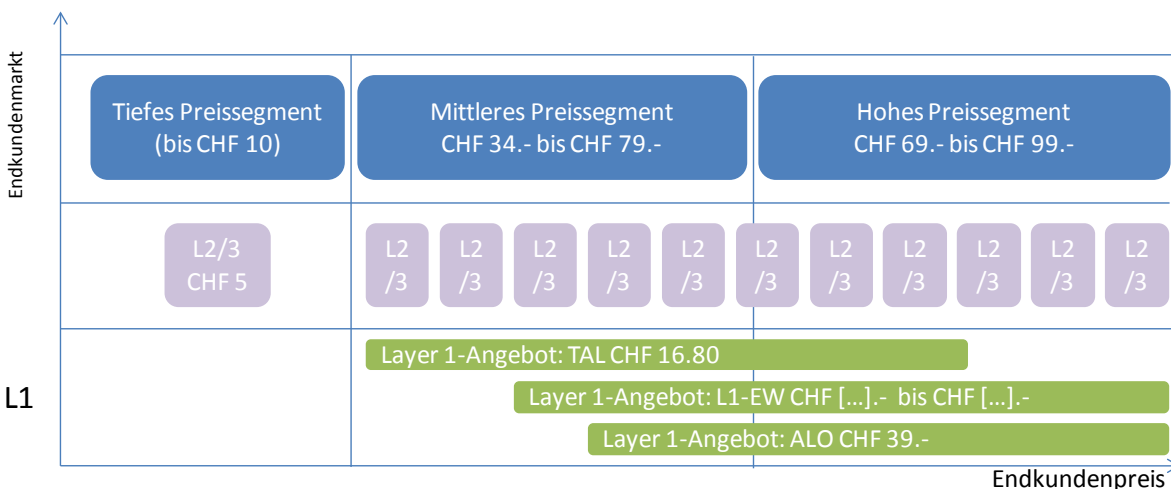 Endkundenmarkt
Tiefes Preissegment
(bis CHF 10)
Mittleres Preissegment
CHF 34.- bis CHF 79.-
Hohes Preissegment
CHF 69.- bis CHF 99.-
L2/3
CHF 5
L2
/3
L2
/3
L2
/3
L2
/3
L2
/3
L2
/3
L2
/3
L2
/3
L2
/3
L2
/3
L2
/3
L1
Layer 1-Angebot: TAL CHF 16.80
Layer 1-Angebot: L1-EW CHF [...].- bis CHF [...].-
Layer 1-Angebot: ALO CHF 39.-
Endkundenpreis